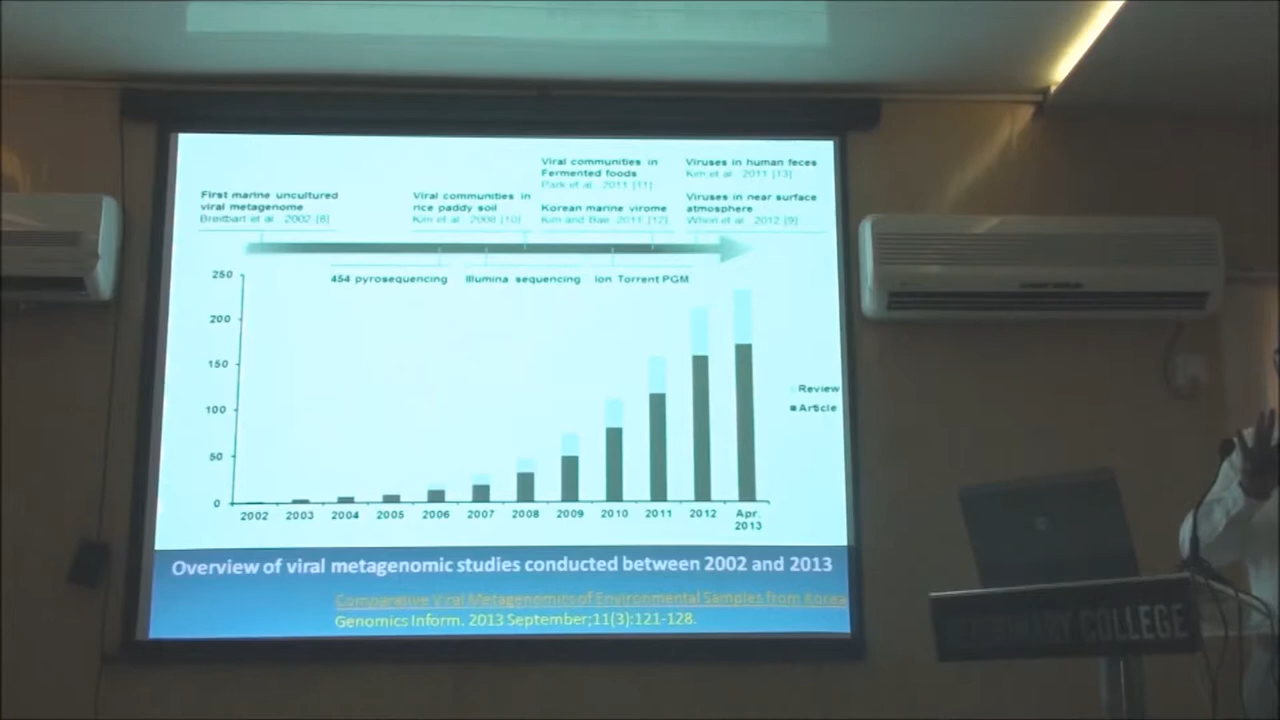 Viral communities in
Fermented foods
Park et al. 2011 [11]
Viruses in human feces
Kim et al. 2011 [13]
First marine uncultured
viral metagenome
Breitbart et al. 2002 [8]
Viral communities in
rice paddy soil
Kim et al. 2008 [10]
Korean marine virome
Kim and Bae. 2011 [12]
Viruses in near surface
atmosphere
Whon et al. 2012 [9]
454 pyrosequencing
Illumina sequencing
Ion Torrent PGM
250
200
150
100
50
0
2002 2003 2004 2005 2006 2007 2008 2009 2010 2011 2012 Apr.
2013
Review
Article
Overview of viral metagenomic studies conducted between 2002 and 2013
Comparative Viral Metagenomics of Environmental Samples from Korea
Genomics Inform. 2013 September;11(3):121-128.
COLLEGE